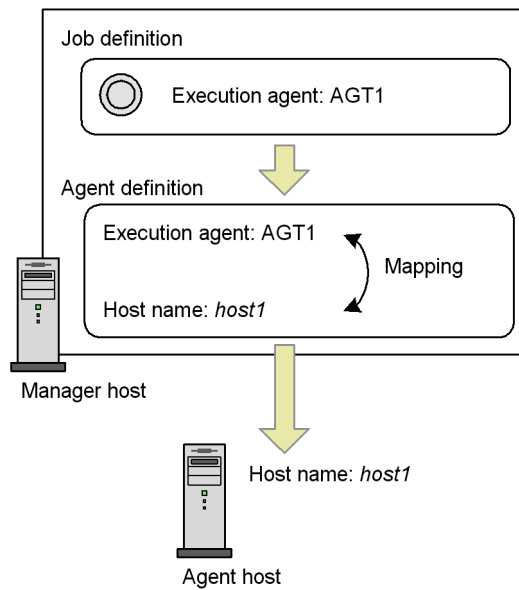 Job definition
Execution agent: AGT1
Agent definition
Execution agent: AGT1
Mapping
Host name: host1
Manager host
Host name: host1
Agent host